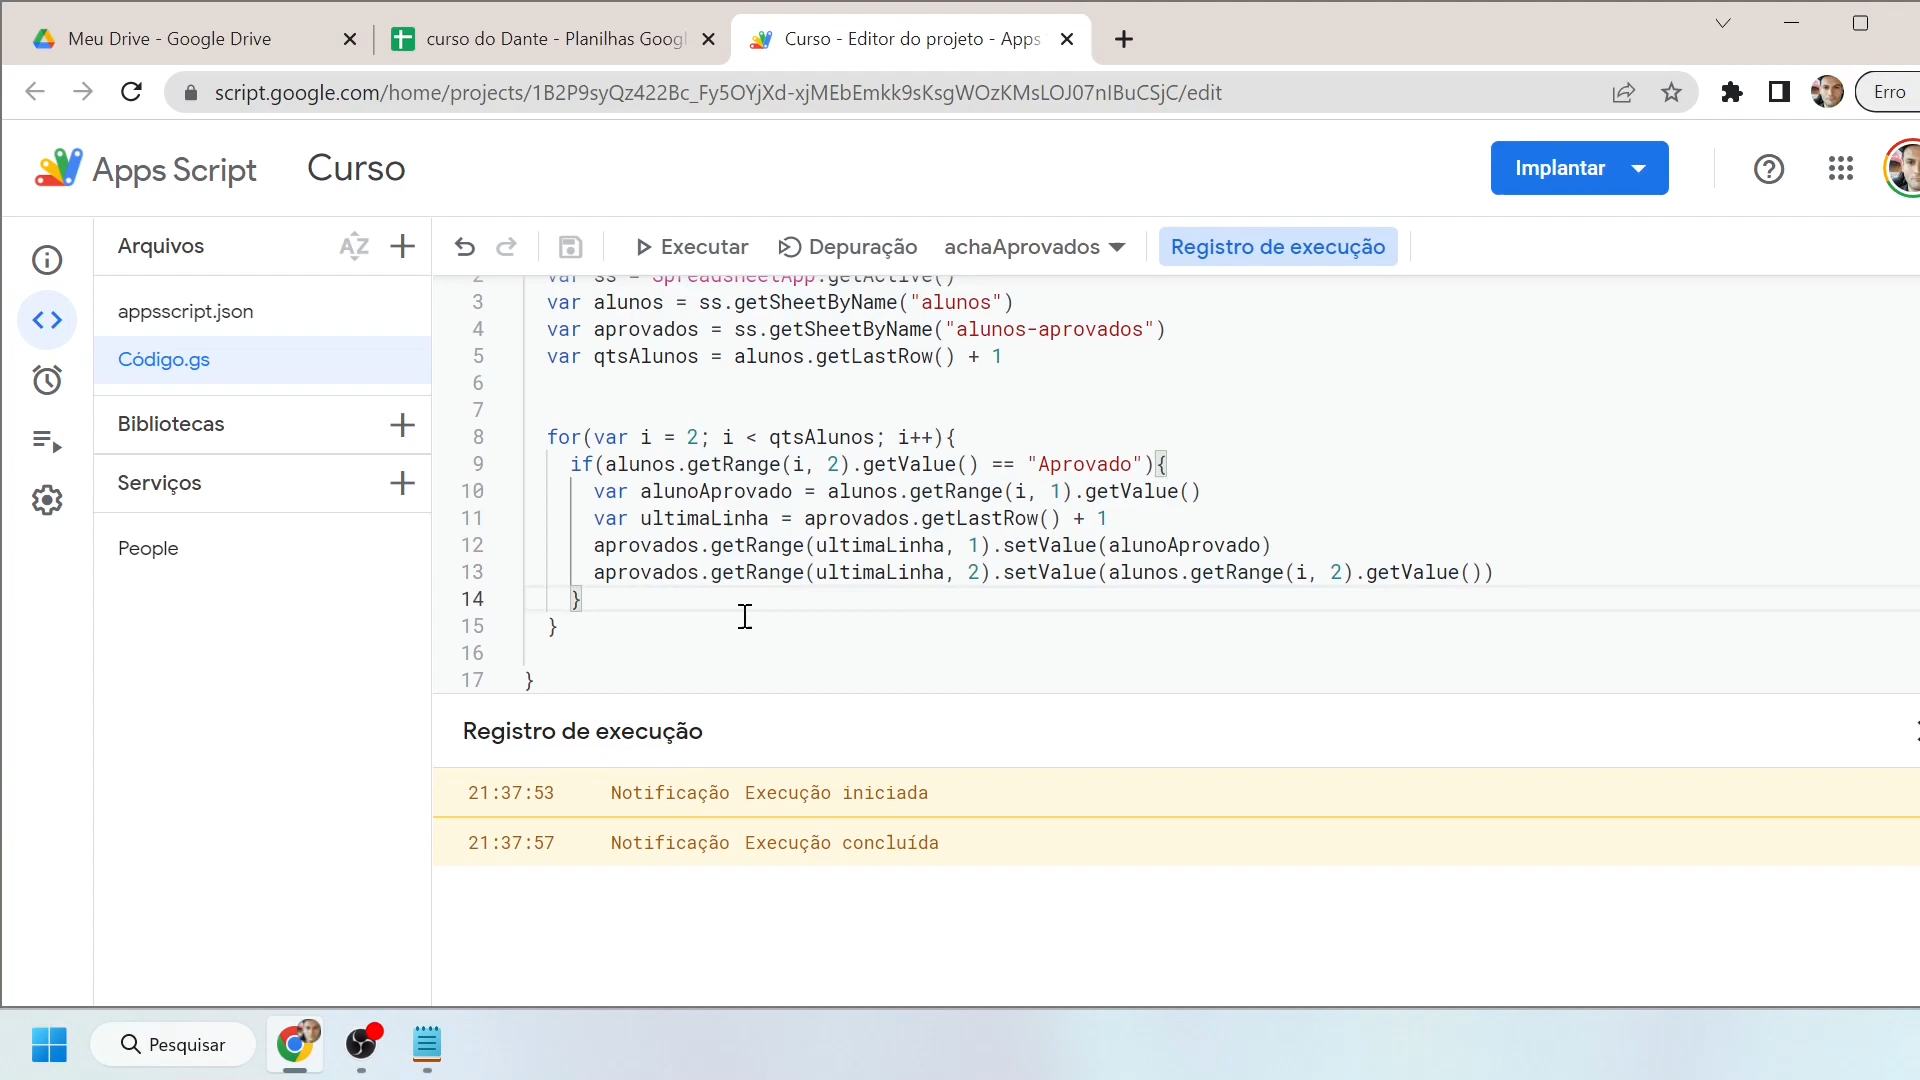 Meu Drive - Google Drive
curso do Dante - Planilhas Googl
Curso - Editor do projeto - Apps
script.google.com/home/projects/1B2P9syQz422Bc_Fy5OYjXd-xjMEbEmkk9sKsgWOzKMsLOJ07nIBuCSjC/edit
Erro
Apps Script
Curso
Implantar
Arquivos
AZ
Executar
Depuração
achaAprovados
Registro de execução
appsscript.json
Código.gs
Bibliotecas
Serviços
People
2 var ss = SpreadsheetApp.getActive()
3 var alunos = ss.getSheetByName("alunos")
4 var aprovados = ss.getSheetByName("alunos-aprovados")
5 var qtsAlunos = alunos.getLastRow() + 1
6
7
8 for(var i = 2; i < qtsAlunos; i++){
9 if(alunos.getRange(i, 2).getValue() == "Aprovado"){
10 var alunoAprovado = alunos.getRange(i, 1).getValue()
11 var ultimaLinha = aprovados.getLastRow() + 1
12 aprovados.getRange(ultimaLinha, 1).setValue(alunoAprovado)
13 aprovados.getRange(ultimaLinha, 2).setValue(alunos.getRange(i, 2).getValue())
14 }
15 }
16
17 }
Registro de execução
21:37:53 Notificação Execução iniciada
21:37:57 Notificação Execução concluída
Pesquisar